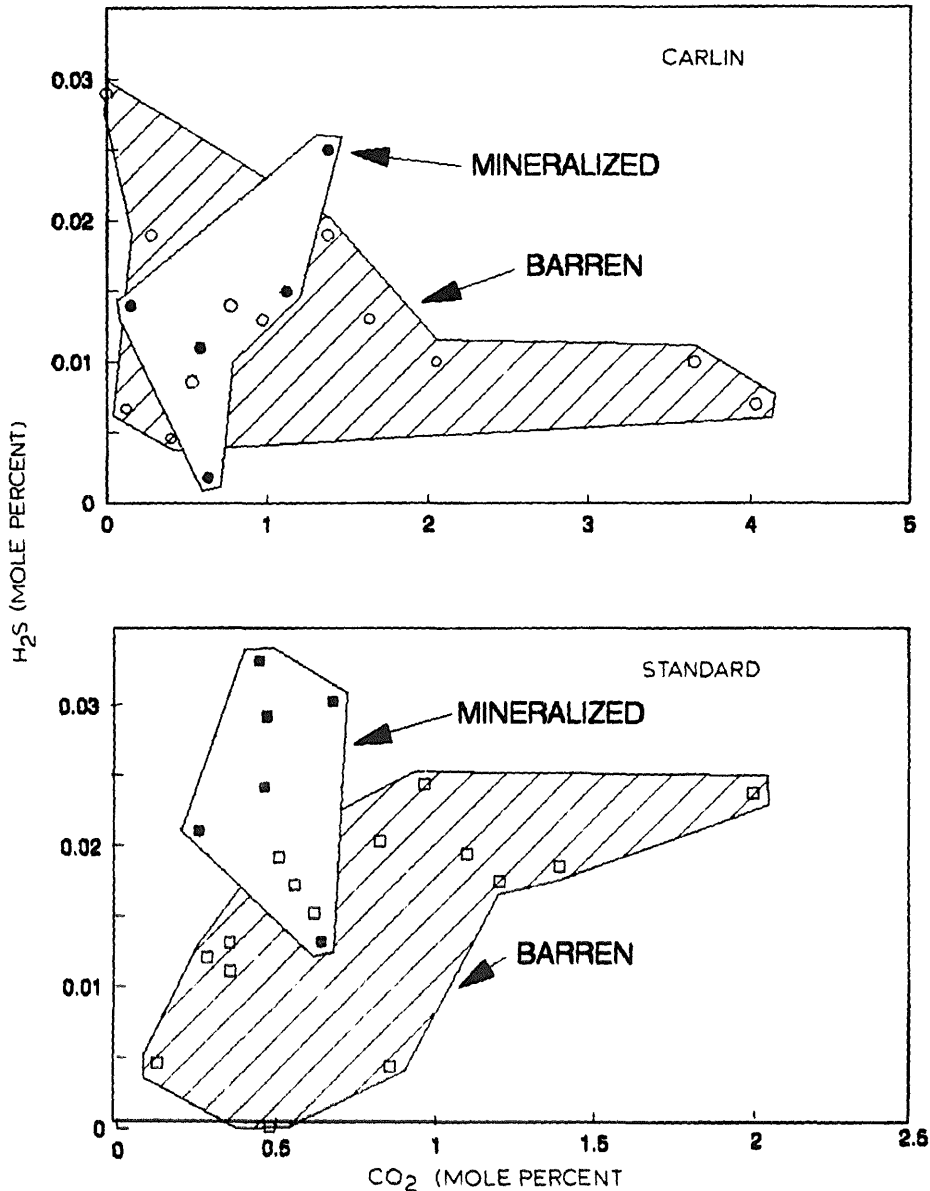 CARLIN
0.03
MINERALIZED
0.02
BARREN
0.01
0
0 1 2 3 4 5
H2S (MOLE PERCENT)
STANDARD
0.03
MINERALIZED
0.02
BARREN
0.01
0
0 0.5 1 1.5 2 2.5
CO2 (MOLE PERCENT